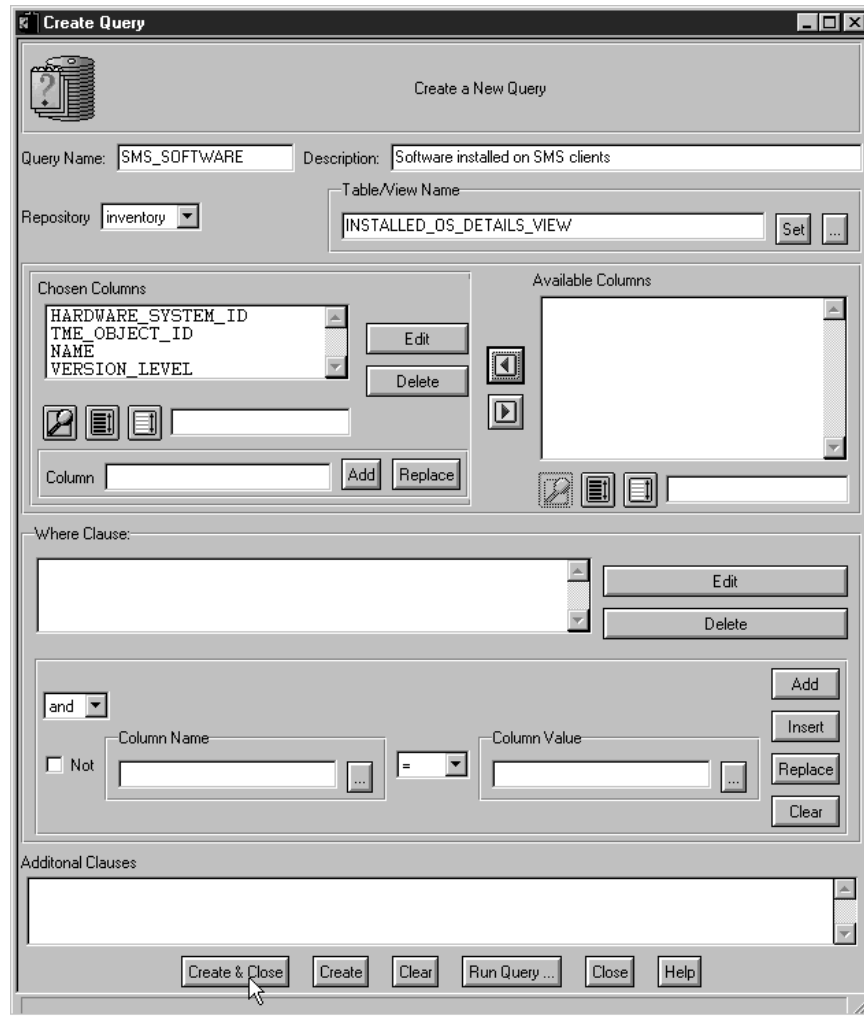 Create Query
Create a New Query
Query Name: SMS_SOFTWARE Description: Software installed on SMS clients
Table/View Name
Repository inventory
INSTALLED_OS_DETAILS_VIEW Set ...
Chosen Columns
Available Columns
HARDWARE_SYSTEM_ID
TME_OBJECT_ID
NAME
VERSION_LEVEL
Edit
Delete
Column Add Replace
Where Clause:
Edit
Delete
and
Add
Insert
Replace
Clear
Not
Column Name
...
=
Column Value
...
Additonal Clauses
Create & Close Create Clear Run Query ... Close Help